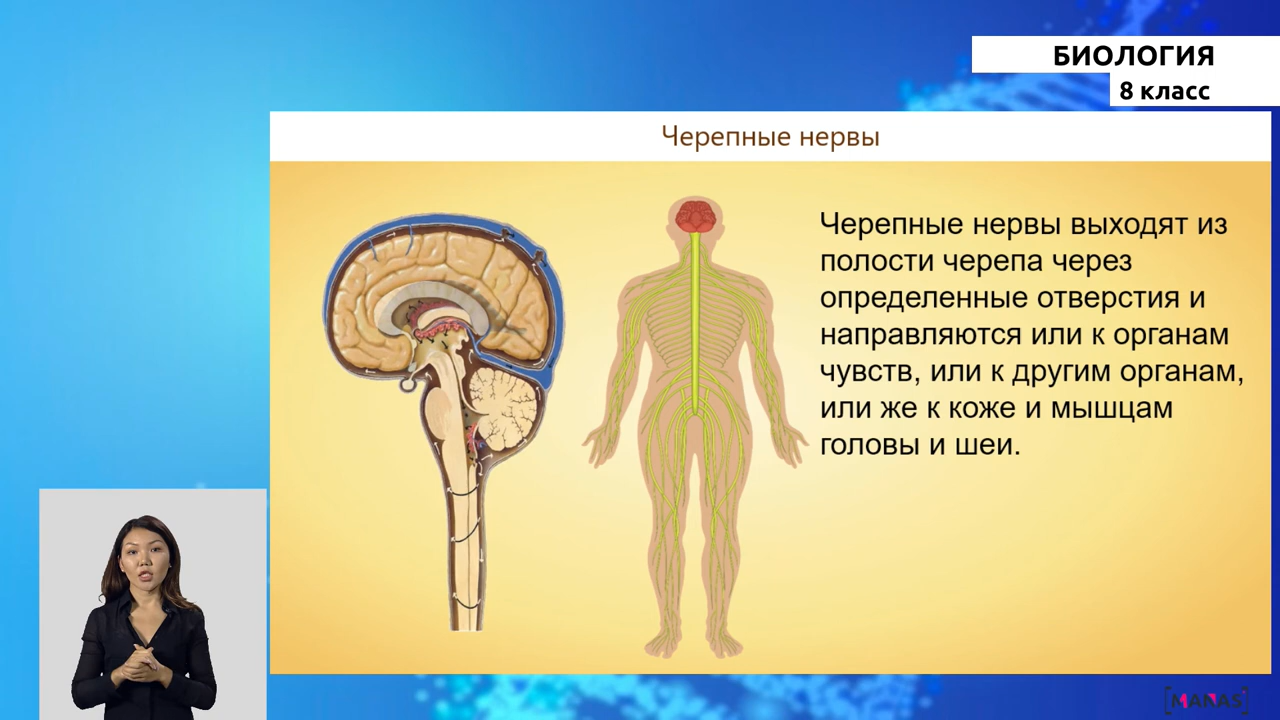 БИОЛОГИЯ
8 класс
Черепные нервы
Черепные нервы выходят из
полости черепа через
определенные отверстия и
направляются или к органам
чувств, или к другим органам,
или же к коже и мышцам
головы и шеи.
MANAS